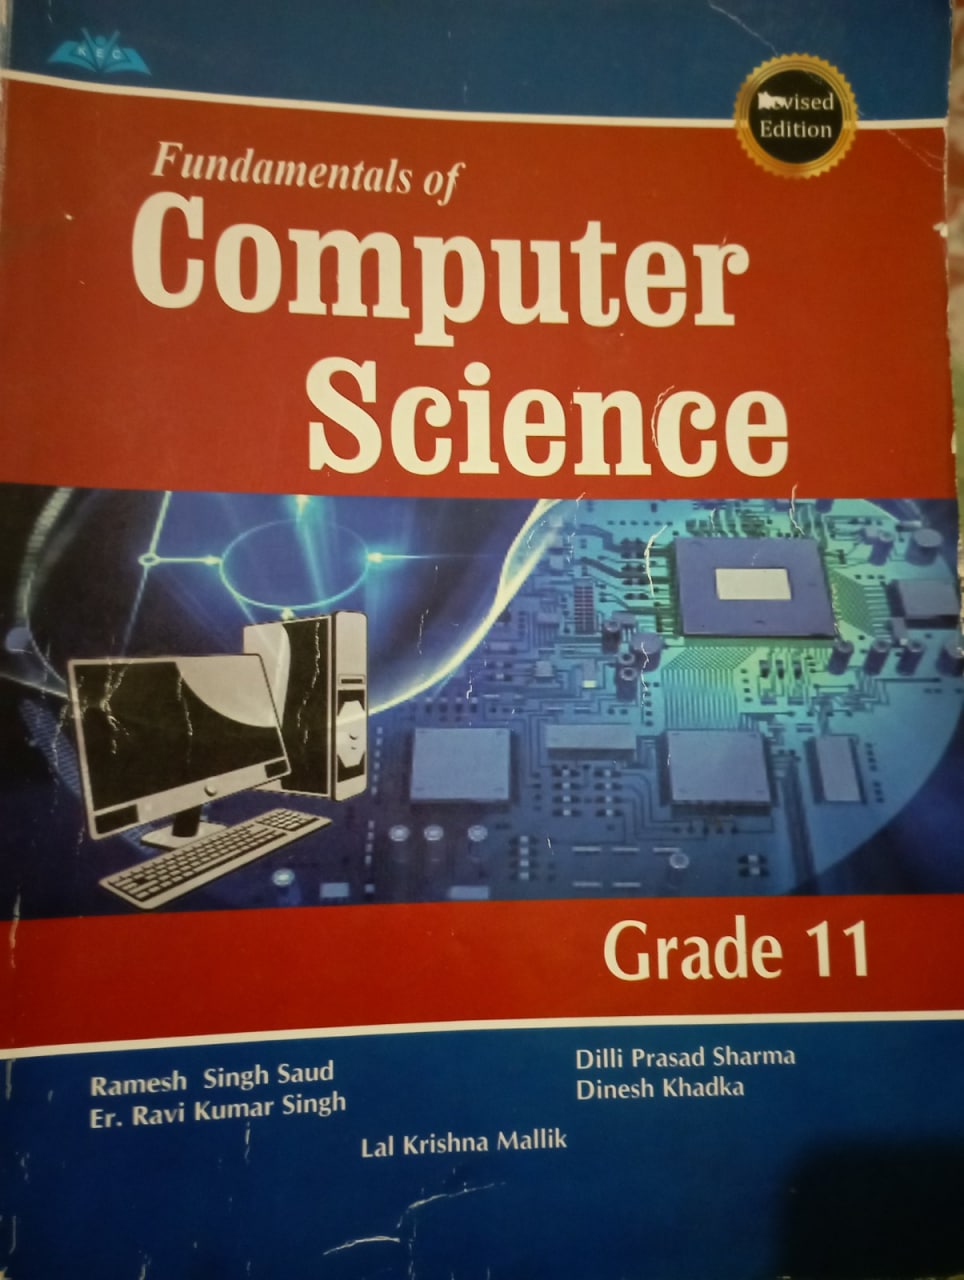 KEC
Revised
Edition
Fundamentals of
Computer
Science
Grade 11
Ramesh Singh Saud
Er. Ravi Kumar Singh
Dilli Prasad Sharma
Dinesh Khadka
Lal Krishna Mallik